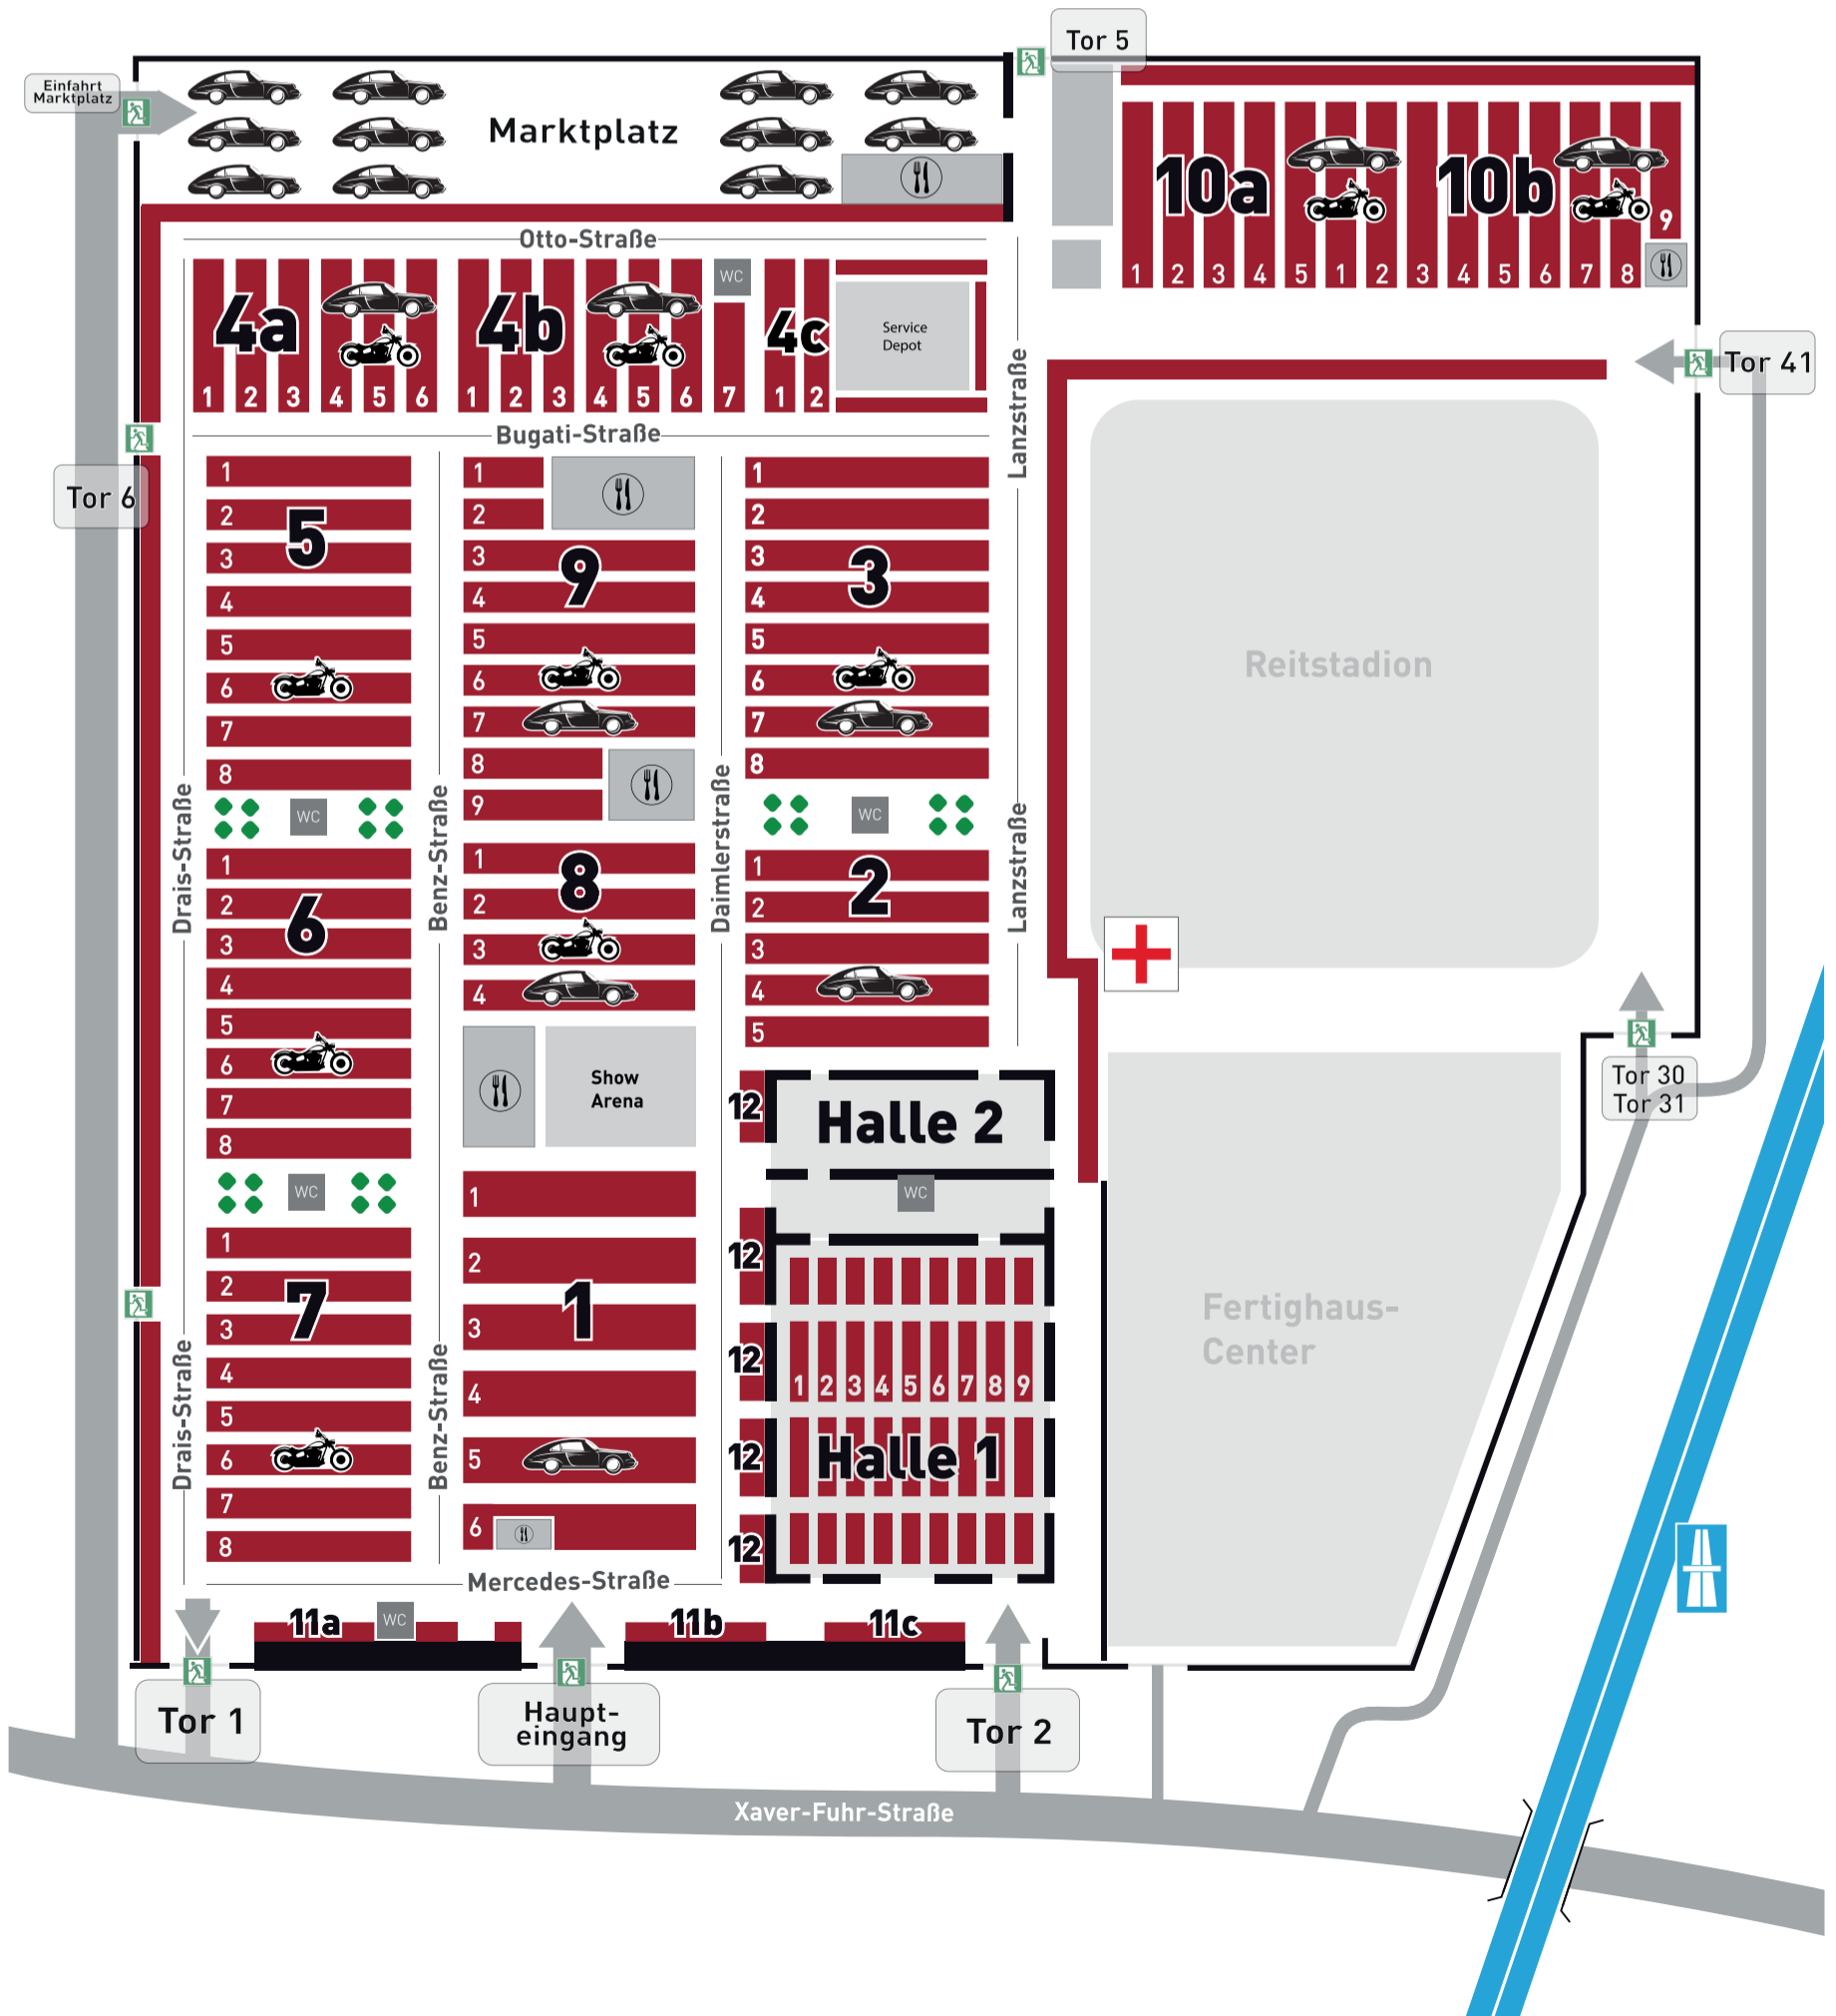 Tor 5
Einfahrt
Marktplatz
Marktplatz
10a
10b
9
1 2 3 4 5 1 2 3 4 5 6 7 8
Otto-Straße
WC
4a
4b
4c
Service
Depot
1 2 3 4 5 6
1 2 3 4 5 6 7
1 2
Lanzstraße
Tor 41
Bugati-Straße
Tor 6
1
2
5
3
4
5
6
7
8
WC
1
2
3
9
4
5
6
7
8
9
1
2
3
3
4
5
6
7
8
WC
Reitstadion
Drais-Straße
Benz-Straße
Daimlerstraße
Lanzstraße
1
2
6
3
4
5
6
7
8
WC
1
8
2
3
4
Show
Arena
1
2
2
3
4
5
Tor 30
Tor 31
12
Halle 2
WC
12
12
1 2 3 4 5 6 7 8 9
12
Halle 1
12
Fertighaus-
Center
1
2
7
3
4
5
6
7
8
1
2
1
3
4
5
6
Drais-Straße
Benz-Straße
Mercedes-Straße
11a
WC
11b
11c
Tor 1
Haupt-
eingang
Tor 2
Xaver-Fuhr-Straße